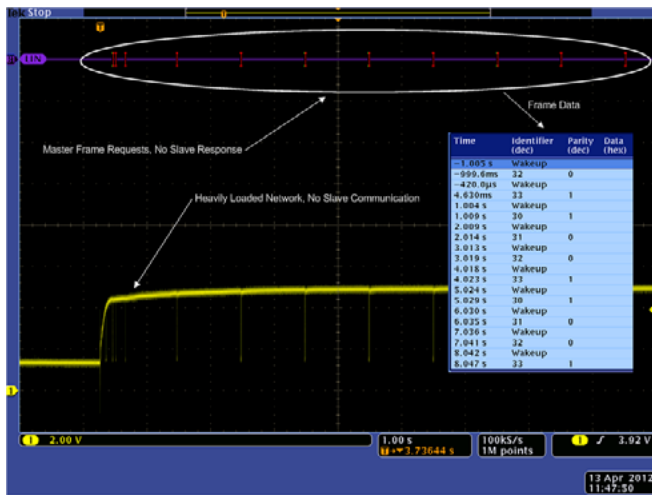 Tek Stop
LIN
Frame Data
Master Frame Requests, No Slave Response
Heavily Loaded Network, No Slave Communication
Time Identifier (dec) Parity (dec) Data (hex)
-1.005 s Wakeup
-999.6ms 32 0
-420.0µs Wakeup
4.630ms 33 1
1.004 s Wakeup
1.009 s 30 1
2.009 s Wakeup
2.014 s 31 0
3.013 s Wakeup
3.019 s 32 0
4.018 s Wakeup
4.023 s 33 1
5.024 s Wakeup
5.029 s 30 1
6.030 s Wakeup
6.035 s 31 0
7.036 s Wakeup
7.041 s 32 0
8.042 s Wakeup
8.047 s 33 1
1
1 2.00 V 1.00 s 100kS/s 1 3.92 V
T 3.73644 s 1M points
13 Apr 2012
11:47:50